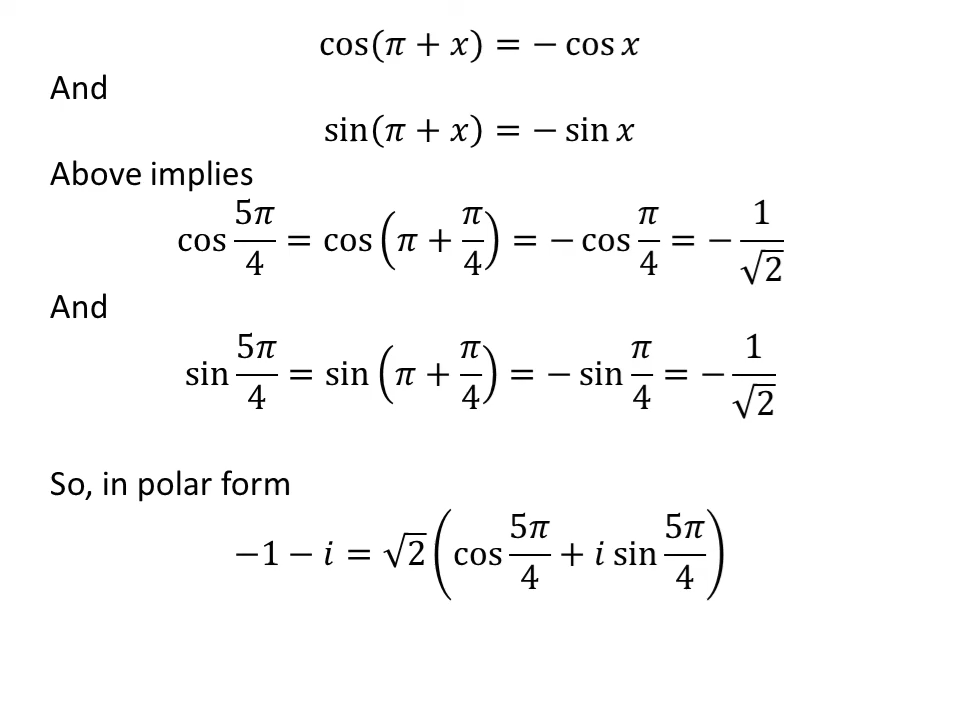 cos(π + x) = − cos x
And
sin(π + x) = − sin x
Above implies
cos 5π/4 = cos (π + π/4) = − cos π/4 = − 1/√2
And
sin 5π/4 = sin (π + π/4) = − sin π/4 = − 1/√2
So, in polar form
−1 − i = √2 (cos 5π/4 + i sin 5π/4)